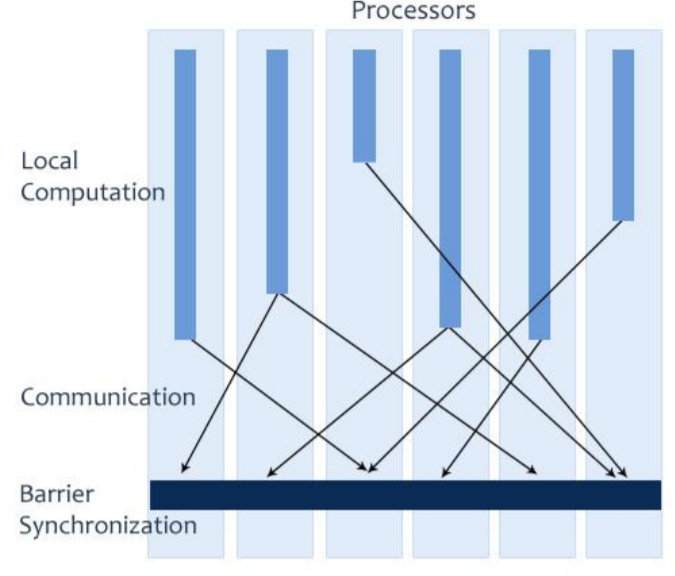 Processors
Local
Computation
Communication
Barrier
Synchronization